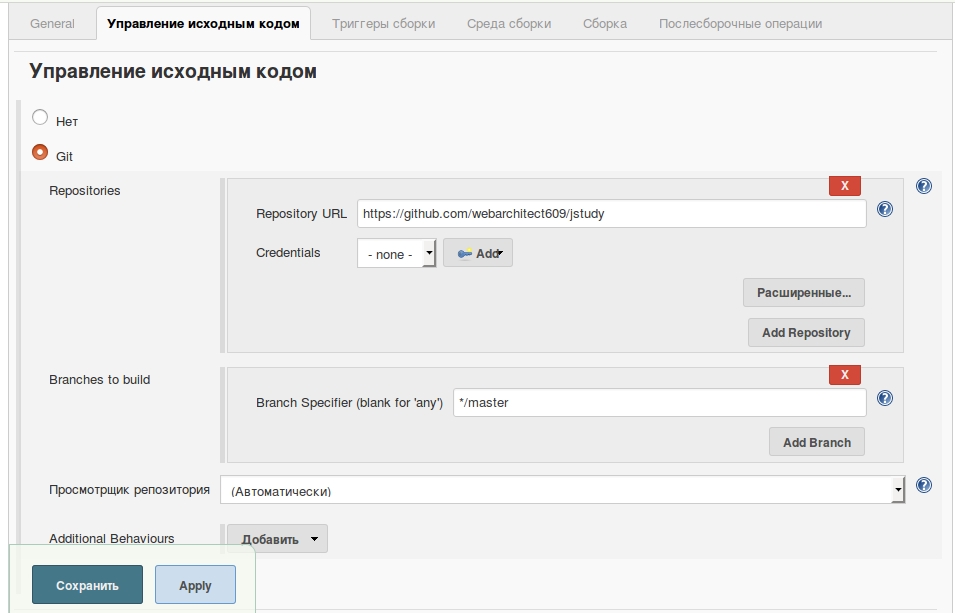 General Управление исходным кодом Триггеры сборки Среда сборки Сборка Послесборочные операции
Управление исходным кодом
Нет
Git
Repositories
X
?
Repository URL https://github.com/webarchitect609/jstudy ?
Credentials - none - Add
Расширенные...
Add Repository
Branches to build
X
Branch Specifier (blank for 'any') */master ?
Add Branch
Просмотрщик репозитория (Автоматически) ?
Additional Behaviours Добавить
Сохранить Apply